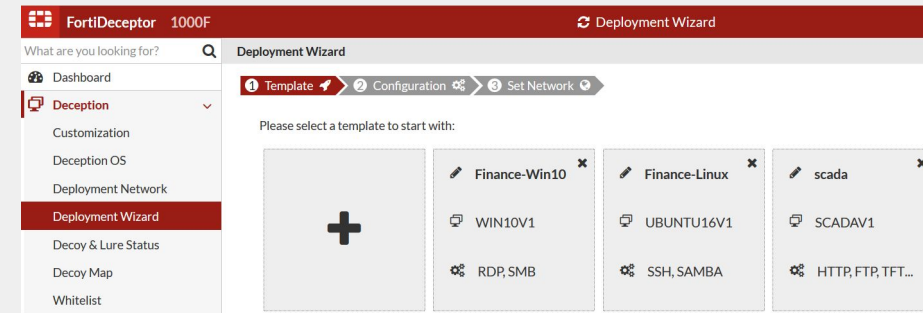 FortiDeceptor 1000F
Deployment Wizard
What are you looking for?
Deployment Wizard
Dashboard
1 Template 2 Configuration 3 Set Network
Deception
Please select a template to start with:
Customization
Deception OS
Deployment Network
Deployment Wizard
Decoy & Lure Status
Decoy Map
Whitelist
Finance-Win10
WIN10V1
RDP, SMB
Finance-Linux
UBUNTU16V1
SSH, SAMBA
scada
SCADAV1
HTTP, FTP, TFT...